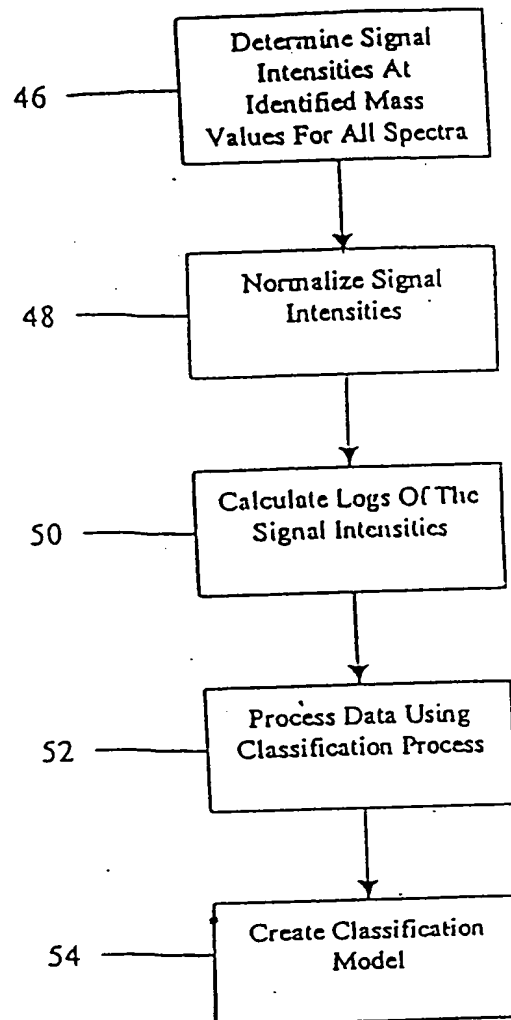 46
Determine Signal
Intensities At
Identified Mass
Values For All Spectra
48
Normalize Signal
Intensities
50
Calculate Logs Of The
Signal Intensities
52
Process Data Using
Classification Process
54
Create Classification
Model